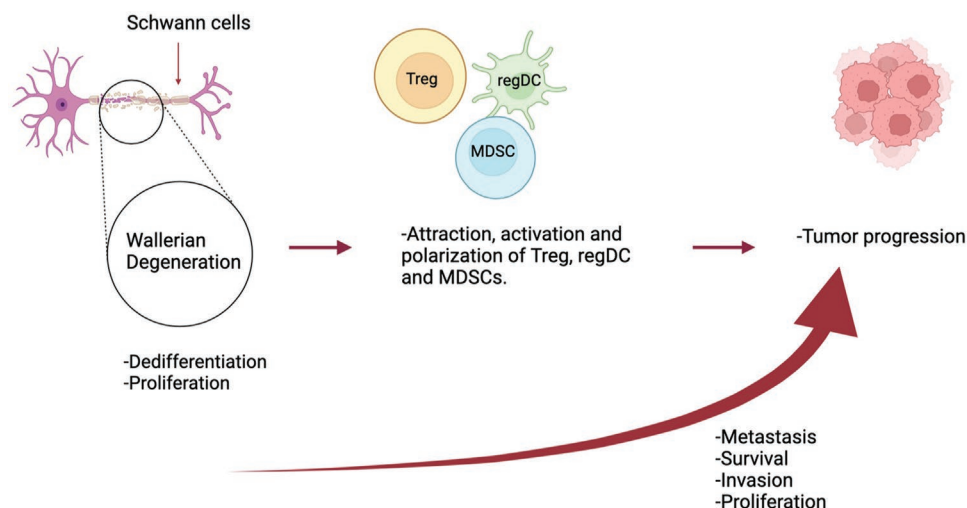 Schwann cells
Treg
regDC
MDSC
Wallerian
Degeneration
-Attraction, activation and
polarization of Treg, regDC
and MDSCs.
-Tumor progression
-Dedifferentiation
-Proliferation
-Metastasis
-Survival
-Invasion
-Proliferation